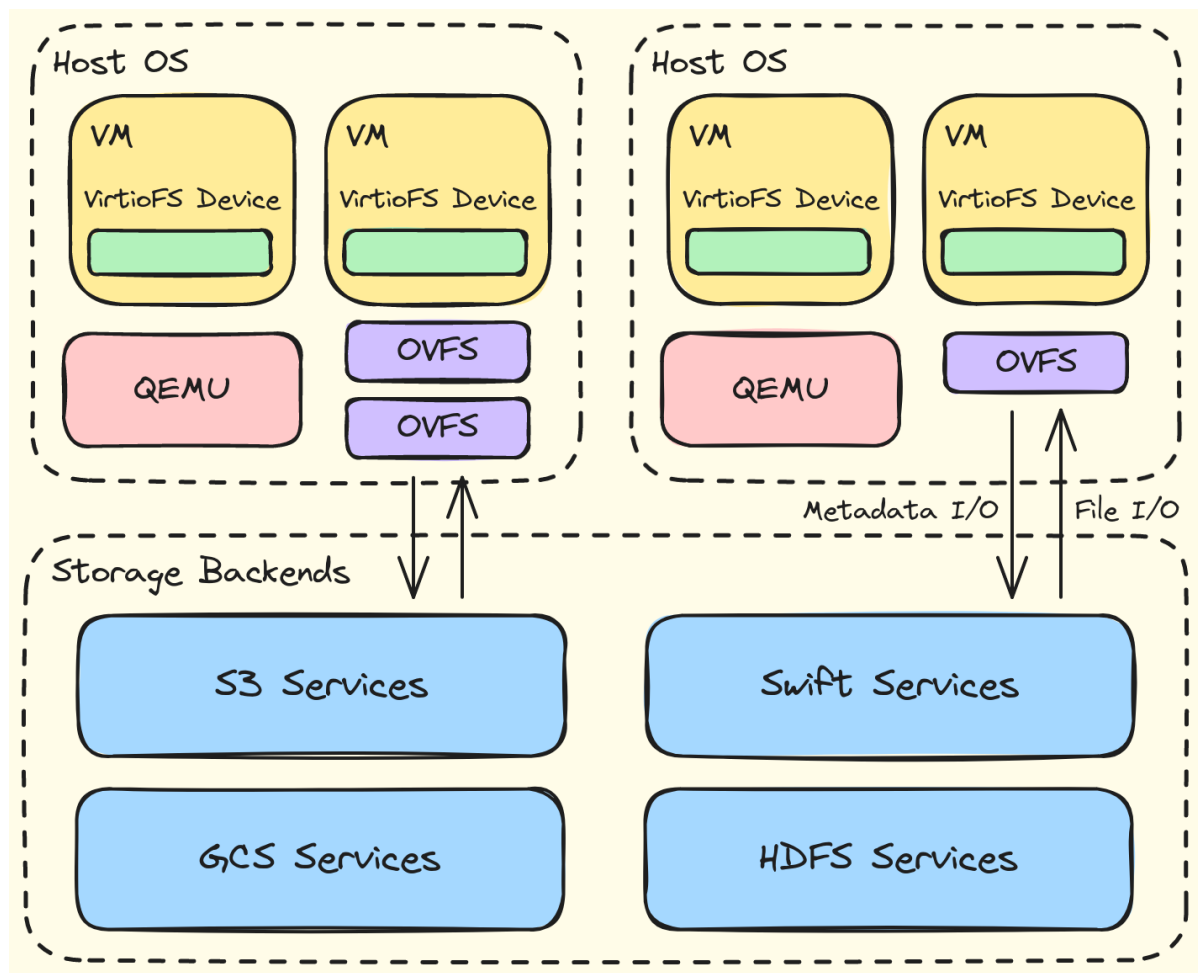 Host OS
VM
VM
VirtioFS Device
VirtioFS Device
QEMU
OVFS
OVFS
Host OS
VM
VM
VirtioFS Device
VirtioFS Device
QEMU
OVFS
Metadata I/O
File I/O
Storage Backends
S3 Services
Swift Services
GCS Services
HDFS Services